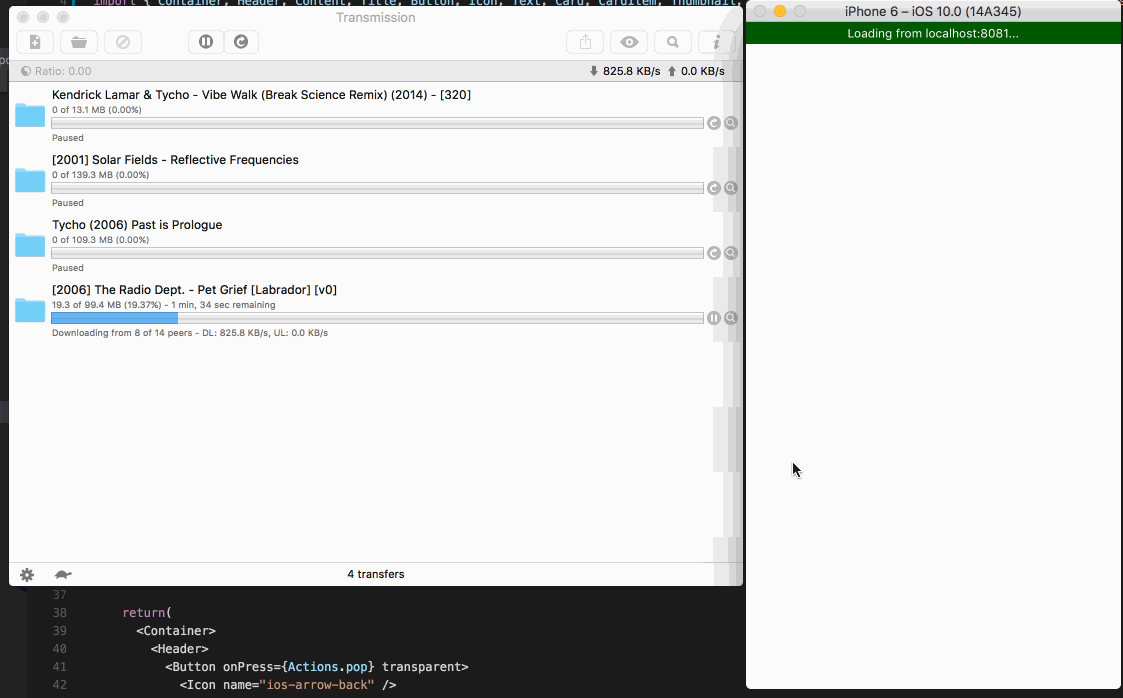 import { Container, Header, Content, Title, Button, Icon, Text, Card, CardItem, Thumbnail,
Transmission
Ratio: 0.00
825.8 KB/s 0.0 KB/s
Kendrick Lamar & Tycho - Vibe Walk (Break Science Remix) (2014) - [320]
0 of 13.1 MB (0.00%)
Paused
[2001] Solar Fields - Reflective Frequencies
0 of 139.3 MB (0.00%)
Paused
Tycho (2006) Past is Prologue
0 of 109.3 MB (0.00%)
Paused
[2006] The Radio Dept. - Pet Grief [Labrador] [v0]
19.3 of 99.4 MB (19.37%) - 1 min, 34 sec remaining
Downloading from 8 of 14 peers - DL: 825.8 KB/s, UL: 0.0 KB/s
4 transfers
37
38 return(
39 <Container>
40 <Header>
41 <Button onPress={Actions.pop} transparent>
42 <Icon name="ios-arrow-back" />
iPhone 6 – iOS 10.0 (14A345)
Loading from localhost:8081...